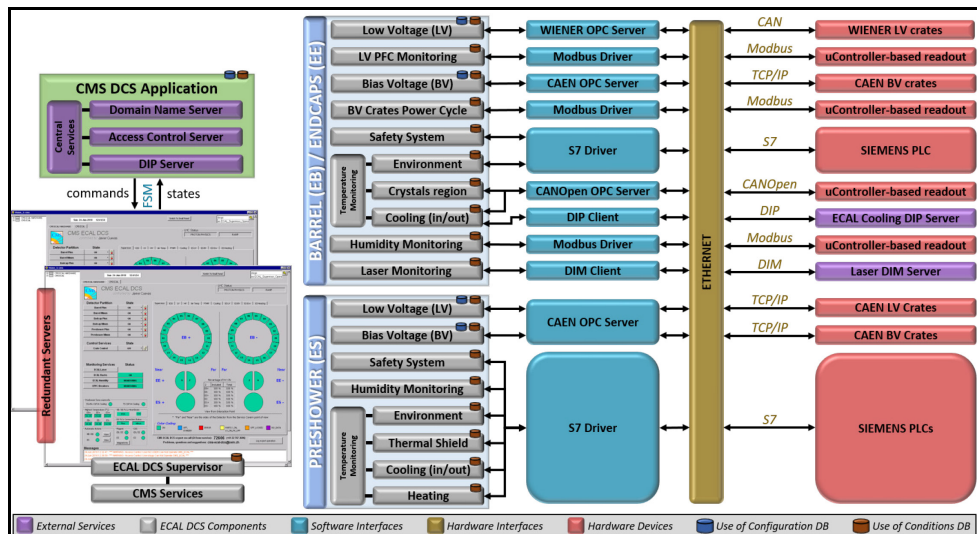 CMS DCS Application
Central Services
Domain Name Server
Access Control Server
DIP Server
commands
FSM
states
CMS ECAL DCS
CMS ECAL DCS
Redundant Servers
ECAL DCS Supervisor
CMS Services
BARREL (EB) / ENDCAPS (EE)
Low Voltage (LV)
WIENER OPC Server
CAN
WIENER LV crates
LV PFC Monitoring
Modbus Driver
Modbus
uController-based readout
Bias Voltage (BV)
CAEN OPC Server
TCP/IP
CAEN BV crates
BV Crates Power Cycle
Modbus Driver
Modbus
uController-based readout
Safety System
S7 Driver
S7
SIEMENS PLC
Temperature Monitoring
Environment
Crystals region
CANOpen OPC Server
CANOpen
uController-based readout
Cooling (in/out)
DIP Client
DIP
ECAL Cooling DIP Server
Humidity Monitoring
Modbus Driver
Modbus
uController-based readout
Laser Monitoring
DIM Client
DIM
Laser DIM Server
ETHERNET
PRESHOWER (ES)
Low Voltage (LV)
CAEN OPC Server
TCP/IP
CAEN LV Crates
Bias Voltage (BV)
TCP/IP
CAEN BV Crates
Safety System
Humidity Monitoring
Temperature Monitoring
Environment
Thermal Shield
Cooling (in/out)
Heating
S7 Driver
S7
SIEMENS PLCs
External Services
ECAL DCS Components
Software Interfaces
Hardware Interfaces
Hardware Devices
Use of Configuration DB
Use of Conditions DB